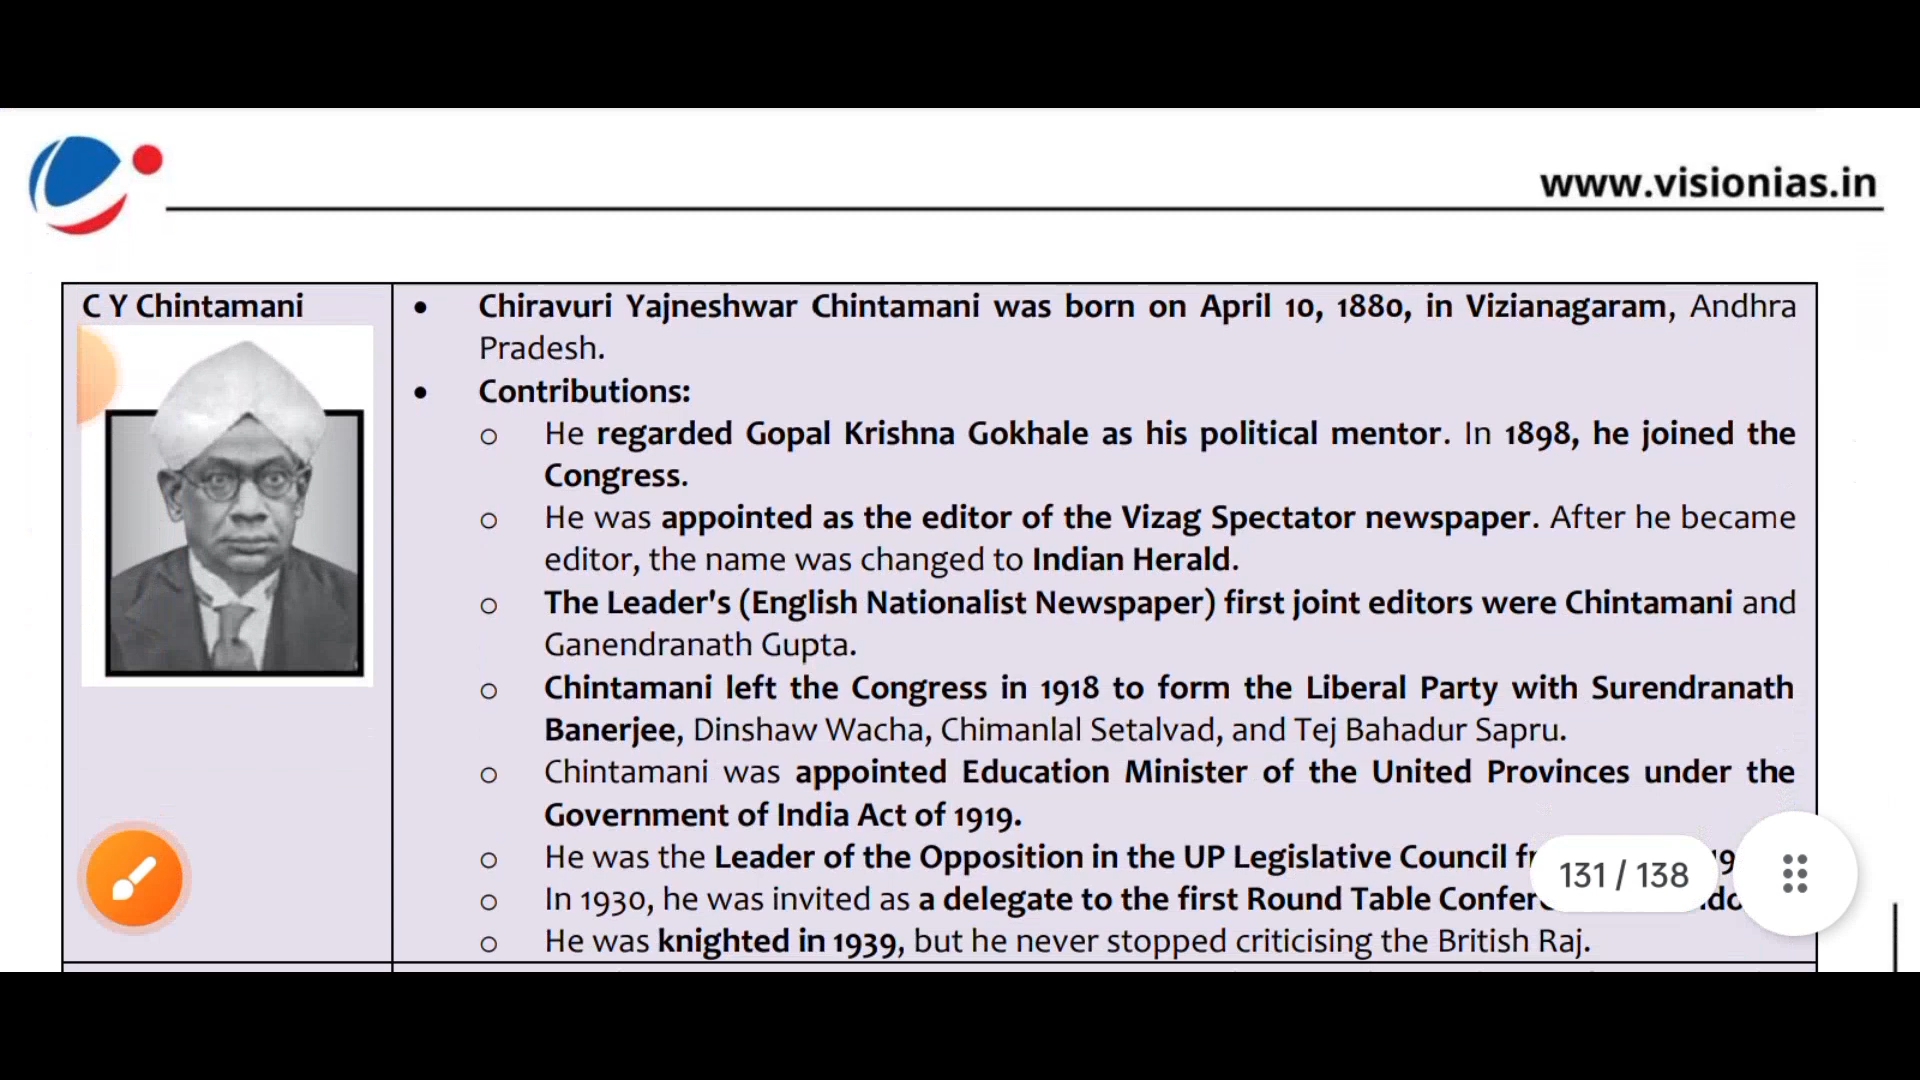 www.visionias.in
C Y Chintamani
• Chiravuri Yajneshwar Chintamani was born on April 10, 1880, in Vizianagaram, Andhra
Pradesh.
• Contributions:
o He regarded Gopal Krishna Gokhale as his political mentor. In 1898, he joined the
Congress.
o He was appointed as the editor of the Vizag Spectator newspaper. After he became
editor, the name was changed to Indian Herald.
o The Leader's (English Nationalist Newspaper) first joint editors were Chintamani and
Ganendranath Gupta.
o Chintamani left the Congress in 1918 to form the Liberal Party with Surendranath
Banerjee, Dinshaw Wacha, Chimanlal Setalvad, and Tej Bahadur Sapru.
o Chintamani was appointed Education Minister of the United Provinces under the
Government of India Act of 1919.
o He was the Leader of the Opposition in the UP Legislative Council
o In 1930, he was invited as a delegate to the first Round Table
o He was knighted in 1939, but he never stopped criticising the British Raj.
131 / 138